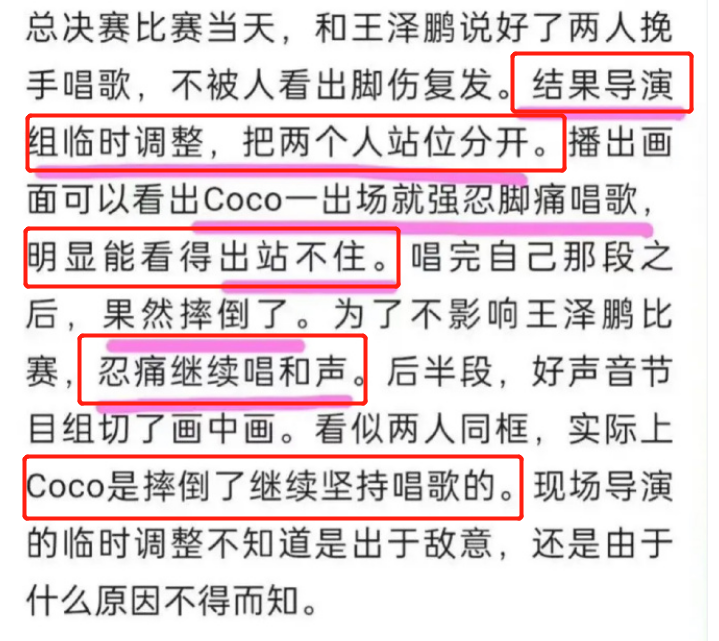 总决赛比赛当天，和王泽鹏说好了两人挽
手唱歌，不被人看出脚伤复发。结果导演
组临时调整，把两个人站位分开。播出画
面可以看出Coco一出场就强忍脚痛唱歌，
明显能看得出站不住。唱完自己那段之
后，果然摔倒了。为了不影响王泽鹏比
赛，忍痛继续唱和声。后半段，好声音节
目组切了画中画。看似两人同框，实际上
Coco是摔倒了继续坚持唱歌的。现场导演
的临时调整不知道是出于敌意，还是由于
什么原因不得而知。